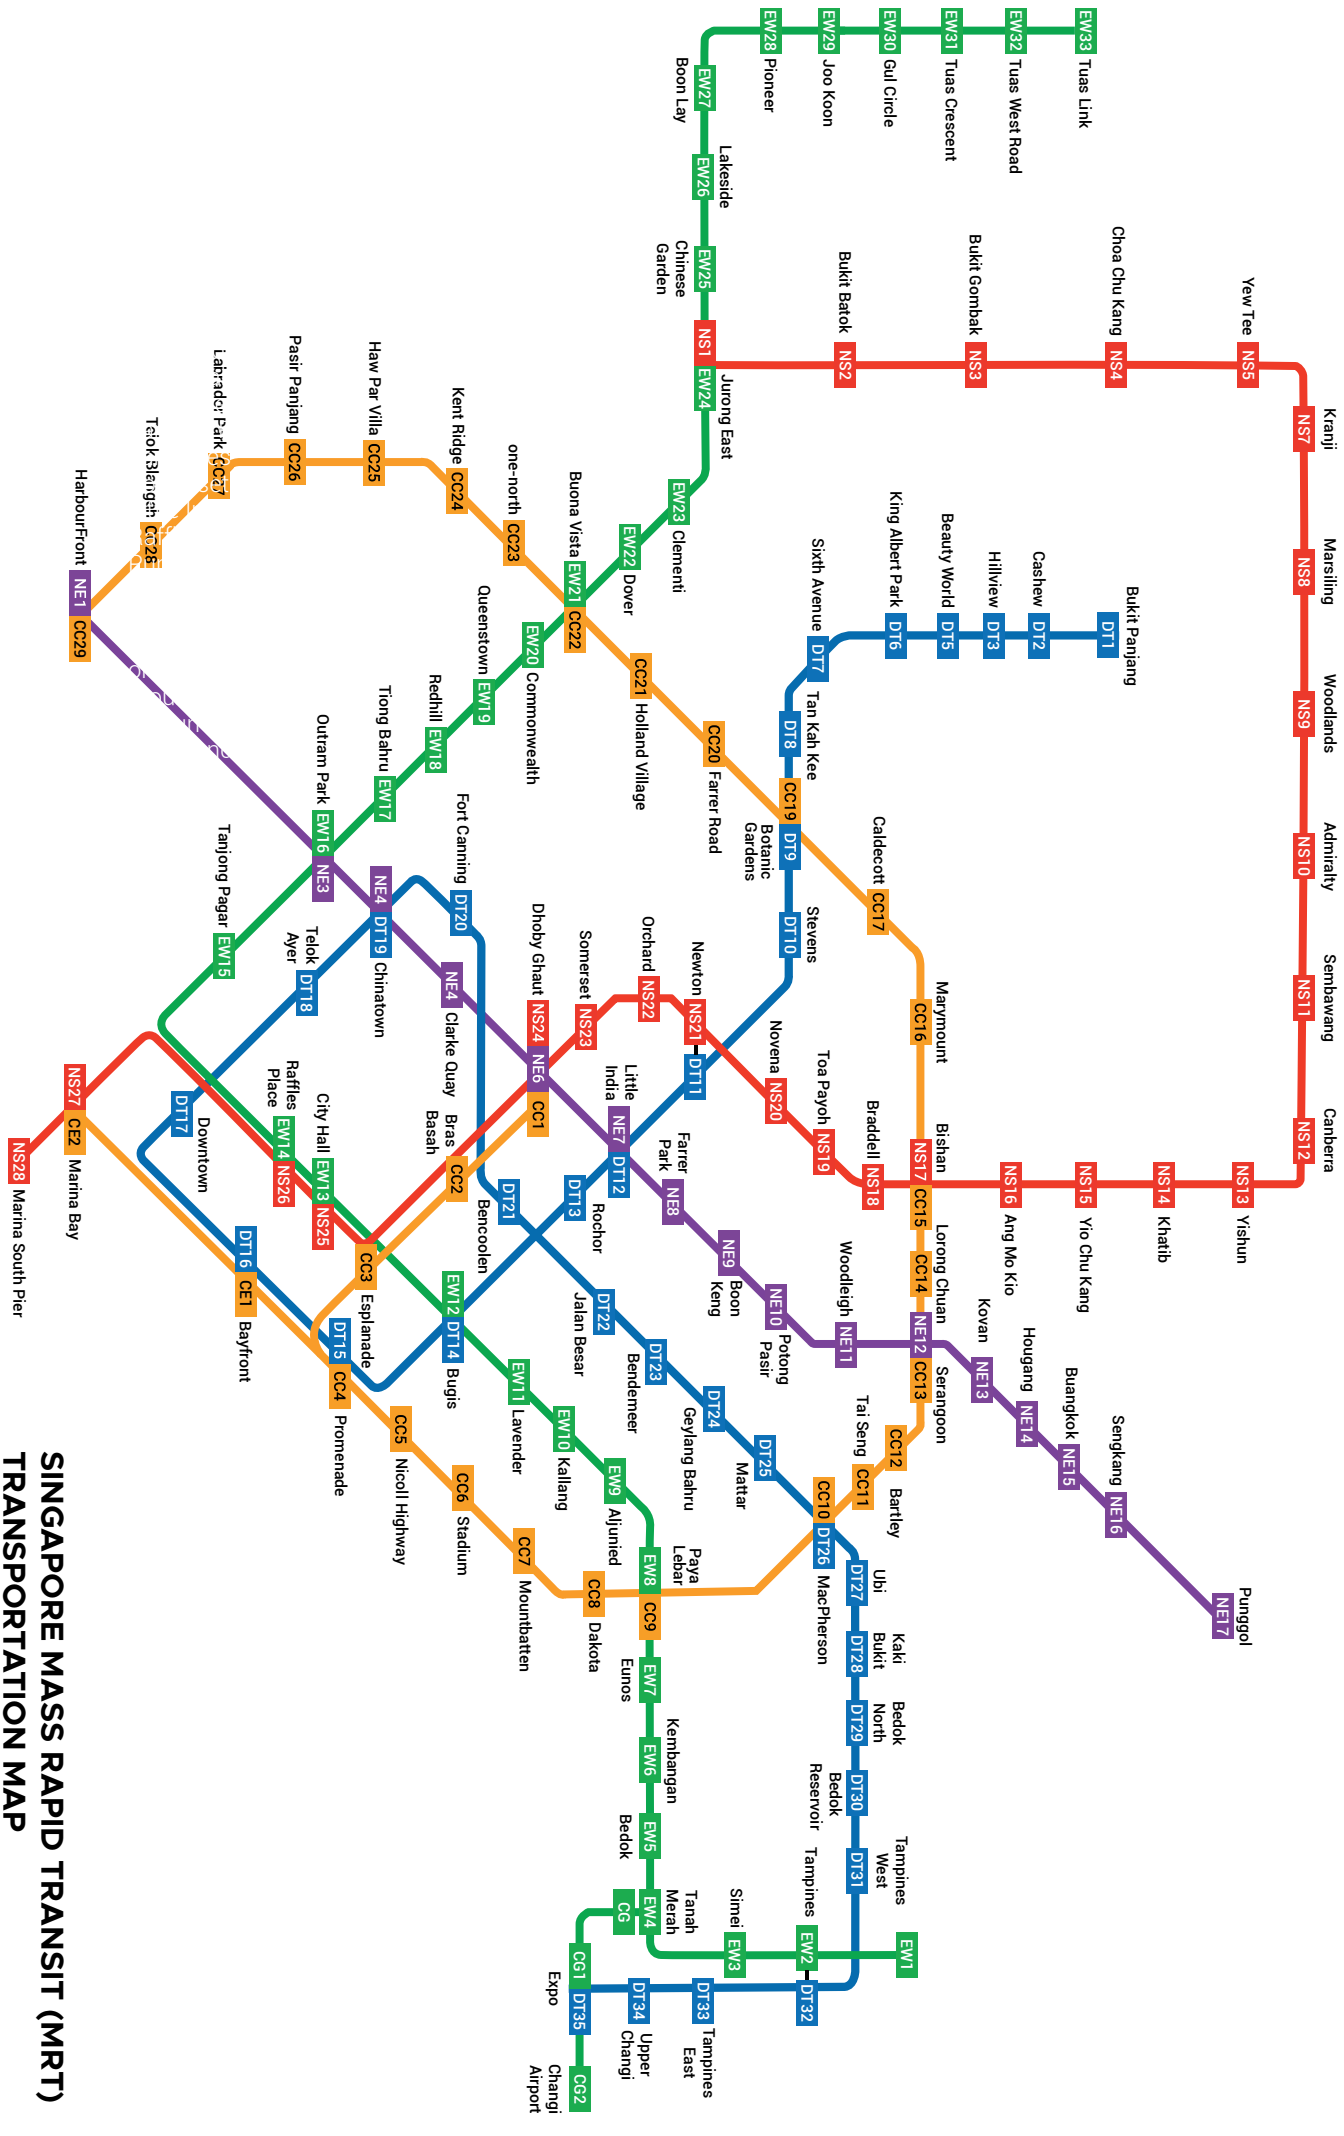 EW33
Tuas Link
EW32
Tuas West Road
EW31
Tuas Crescent
EW30
Gul Circle
EW29
Joo Koon
EW28
Pioneer
EW27
Boon Lay
EW26
Lakeside
EW25
Chinese
Garden
NS1
EW24
Jurong East
NS2
Bukit Batok
NS3
Bukit Gombak
NS4
Choa Chu Kang
NS5
Yew Tee
NS7
Kranji
NS8
Marsiling
NS9
Woodlands
NS10
Admiralty
NS11
Sembawang
NS12
Canberra
NS13
Yishun
NS14
Khatib
NS15
Yio Chu Kang
NS16
Ang Mo Kio
NS17
CC15
Bishan
NS18
Braddell
NS19
Toa Payoh
NS20
Novena
NS21
DT11
Newton
NS22
Orchard
NS23
Somerset
NS24
NE6
CC1
Dhoby Ghaut
EW23
Clementi
EW22
Dover
EW21
CC22
Buona Vista
EW20
Commonwealth
EW19
Queenstown
EW18
Redhill
EW17
Tiong Bahru
EW16
NE3
Outram Park
EW15
Tanjong Pagar
EW14
NS26
Raffles
Place
EW13
NS25
City Hall
EW12
DT14
Bugis
EW11
Lavender
EW10
Kallang
EW9
Aljunied
EW8
CC9
Paya
Lebar
EW7
Eunos
EW6
Kembangan
EW5
Bedok
EW4
CG
Tanah
Merah
EW3
Simei
EW2
DT32
Tampines
EW1
CG1
DT35
Expo
CG2
Changi
Airport
DT1
Bukit Panjang
DT2
Cashew
DT3
Hillview
DT5
Beauty World
DT6
King Albert Park
DT7
Sixth Avenue
DT8
Tan Kah Kee
CC19
DT9
Botanic
Gardens
DT10
Stevens
NE7
DT12
Little
India
DT13
Rochor
DT15
CC4
Promenade
DT16
CE1
Bayfront
DT17
Downtown
DT18
Telok
Ayer
NE4
DT19
Chinatown
DT20
Fort Canning
DT21
Bencoolen
DT22
Jalan Besar
DT23
Bendemeer
DT24
Geylang Bahru
DT25
Mattar
CC10
DT26
MacPherson
DT27
Ubi
DT28
Kaki
Bukit
DT29
Bedok
North
DT30
Bedok
Reservoir
DT31
Tampines
West
DT33
Tampines
East
DT34
Upper
Changi
CC2
Bras
Basah
CC3
Esplanade
CC5
Nicoll Highway
CC6
Stadium
CC7
Mountbatten
CC8
Dakota
CC11
Tai Seng
CC12
Bartley
NE12
CC13
Serangoon
CC14
Lorong Chuan
CC16
Marymount
CC17
Caldecott
CC20
Farrer Road
CC21
Holland Village
CC23
one-north
CC24
Kent Ridge
CC25
Haw Par Villa
CC26
Pasir Panjang
CC27
Labrador Park
CC28
NE1
CC29
HarbourFront
NE4
Clarke Quay
NE8
Farrer
Park
NE9
Boon
Keng
NE10
Potong
Pasir
NE11
Woodleigh
NE13
Kovan
NE14
Hougang
NE15
Buangkok
NE16
Sengkang
NE17
Punggol
NS27
CE2
Marina Bay
NS28
Marina South Pier
SINGAPORE MASS RAPID TRANSIT (MRT)
TRANSPORTATION MAP